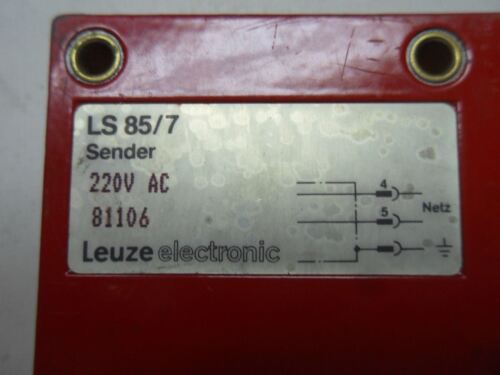 LS 85/7
Sender
220V AC
81106
Leuze electronic
4
5
Netz